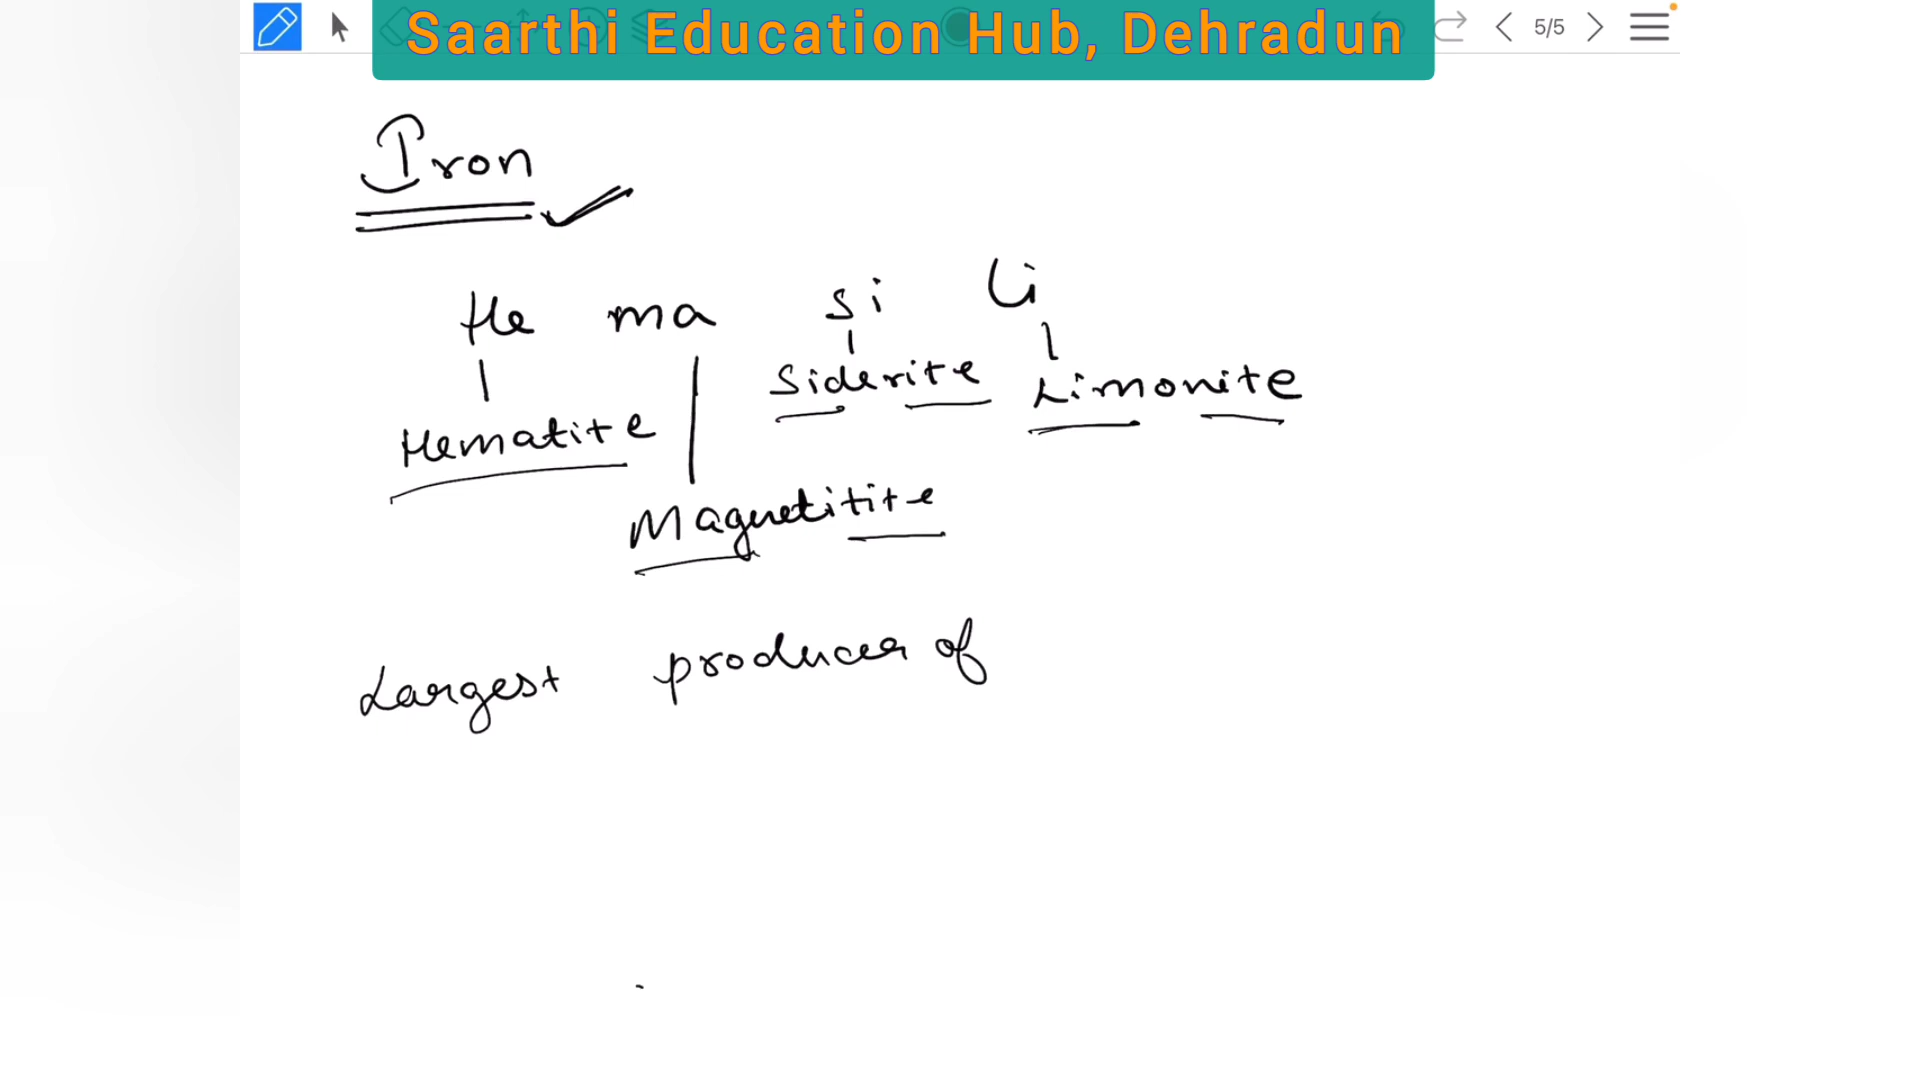 Saarthi Education Hub, Dehradun
5/5
Iron
He ma si Li
Siderite Limonite
Hematite
Magnetitite
Largest producer of